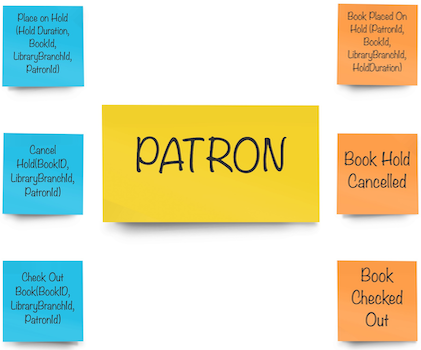 Place on Hold
(Hold Duration,
BookId,
LibraryBranchId,
PatronId)
Book Placed On
Hold (PatronId,
BookId,
LibraryBranchId,
HoldDuration)
Cancel
Hold(BookID,
LibraryBranchId,
PatronId)
PATRON
Book Hold
Cancelled
Check Out
Book(BookID,
LibraryBranchId,
PatronId)
Book
Checked
Out